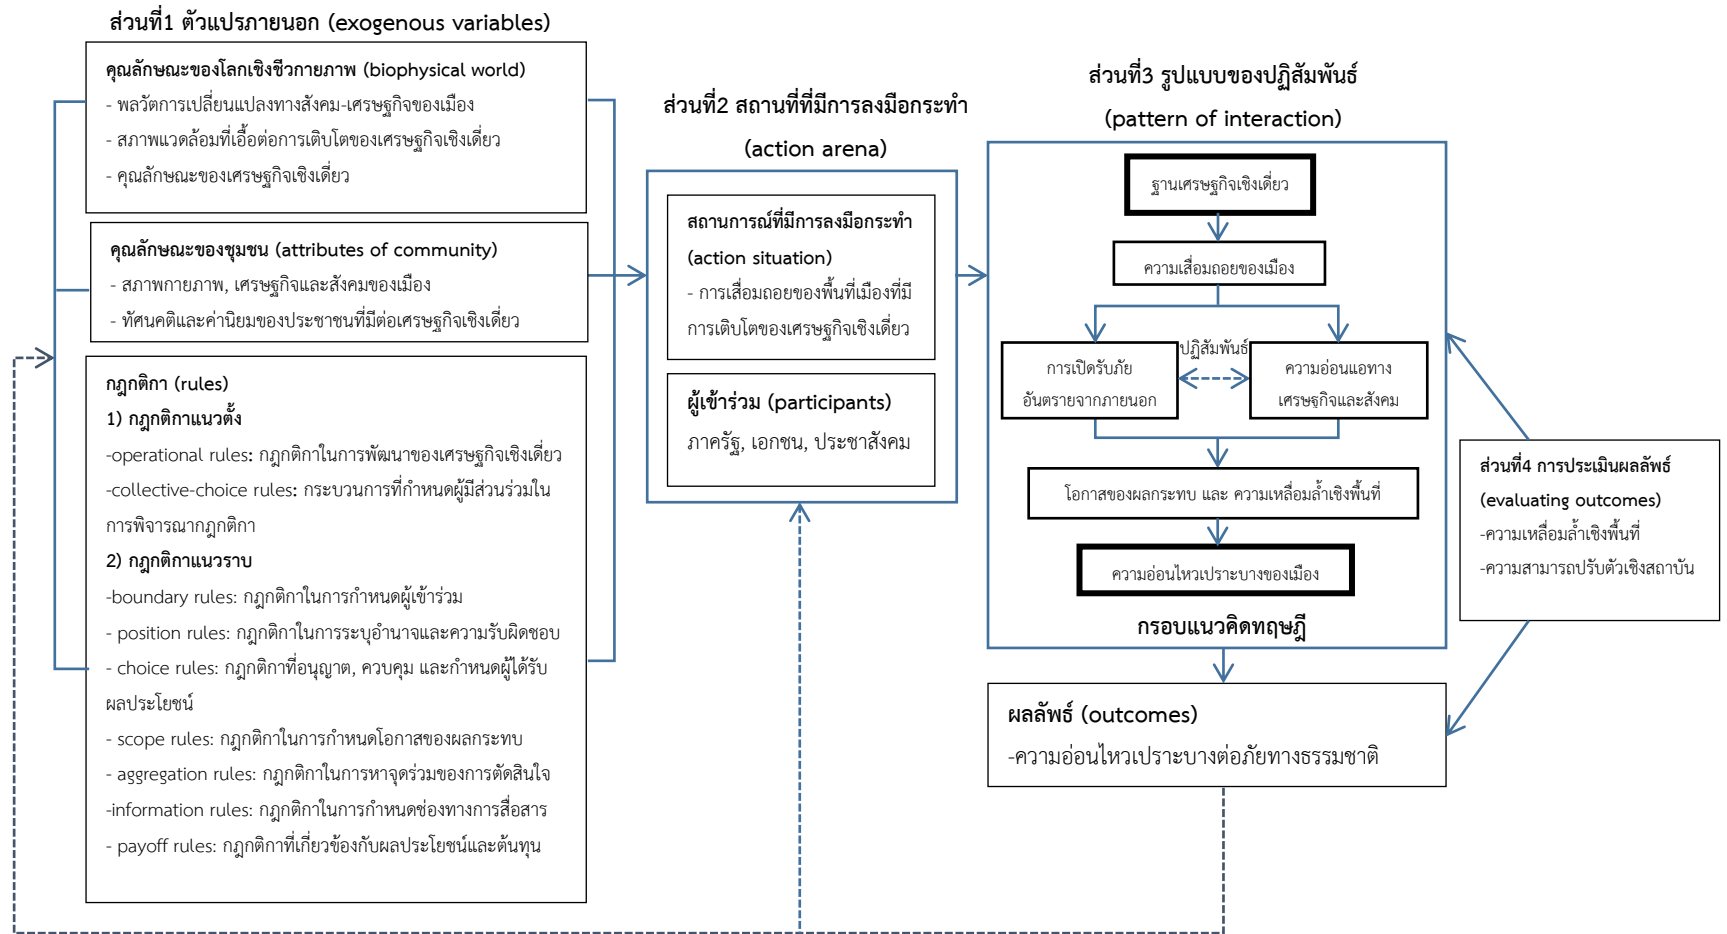 ส่วนที่1 ตัวแปรภายนอก (exogenous variables)
คุณลักษณะของโลกเชิงชีวกายภาพ (biophysical world)
- พลวัตการเปลี่ยนแปลงทางสังคม-เศรษฐกิจของเมือง
- สภาพแวดล้อมที่เอื้อต่อการเติบโตของเศรษฐกิจเชิงเดี่ยว
- คุณลักษณะของเศรษฐกิจเชิงเดี่ยว
คุณลักษณะของชุมชน (attributes of community)
- สภาพกายภาพ, เศรษฐกิจและสังคมของเมือง
- ทัศนคติและค่านิยมของประชาชนที่มีต่อเศรษฐกิจเชิงเดี่ยว
กฎกติกา (rules)
1) กฎกติกาแนวตั้ง
-operational rules: กฎกติกาในการพัฒนาของเศรษฐกิจเชิงเดี่ยว
-collective-choice rules: กระบวนการที่กำหนดผู้มีส่วนร่วมใน
การพิจารณากฎกติกา
2) กฎกติกาแนวราบ
-boundary rules: กฎกติกาในการกำหนดผู้เข้าร่วม
- position rules: กฎกติกาในการระบุอำนาจและความรับผิดชอบ
- choice rules: กฎกติกาที่อนุญาต, ควบคุม และกำหนดผู้ได้รับ
ผลประโยชน์
- scope rules: กฎกติกาในการกำหนดโอกาสของผลกระทบ
- aggregation rules: กฎกติกาในการหาจุดร่วมของการตัดสินใจ
-information rules: กฎกติกาในการกำหนดช่องทางการสื่อสาร
- payoff rules: กฎกติกาที่เกี่ยวข้องกับผลประโยชน์และต้นทุน
ส่วนที่2 สถานที่ที่มีการลงมือกระทำ
(action arena)
สถานการณ์ที่มีการลงมือกระทำ
(action situation)
- การเสื่อมถอยของพื้นที่เมืองที่มี
การเติบโตของเศรษฐกิจเชิงเดี่ยว
ผู้เข้าร่วม (participants)
ภาครัฐ, เอกชน, ประชาสังคม
ส่วนที่3 รูปแบบของปฏิสัมพันธ์
(pattern of interaction)
ฐานเศรษฐกิจเชิงเดี่ยว
ความเสื่อมถอยของเมือง
ปฏิสัมพันธ์
การเปิดรับภัย
อันตรายจากภายนอก
ความอ่อนแอทาง
เศรษฐกิจและสังคม
โอกาสของผลกระทบ และ ความเหลื่อมล้ำเชิงพื้นที่
ความอ่อนไหวเปราะบางของเมือง
กรอบแนวคิดทฤษฎี
ผลลัพธ์ (outcomes)
-ความอ่อนไหวเปราะบางต่อภัยทางธรรมชาติ
ส่วนที่4 การประเมินผลลัพธ์
(evaluating outcomes)
-ความเหลื่อมล้ำเชิงพื้นที่
-ความสามารถปรับตัวเชิงสถาบัน